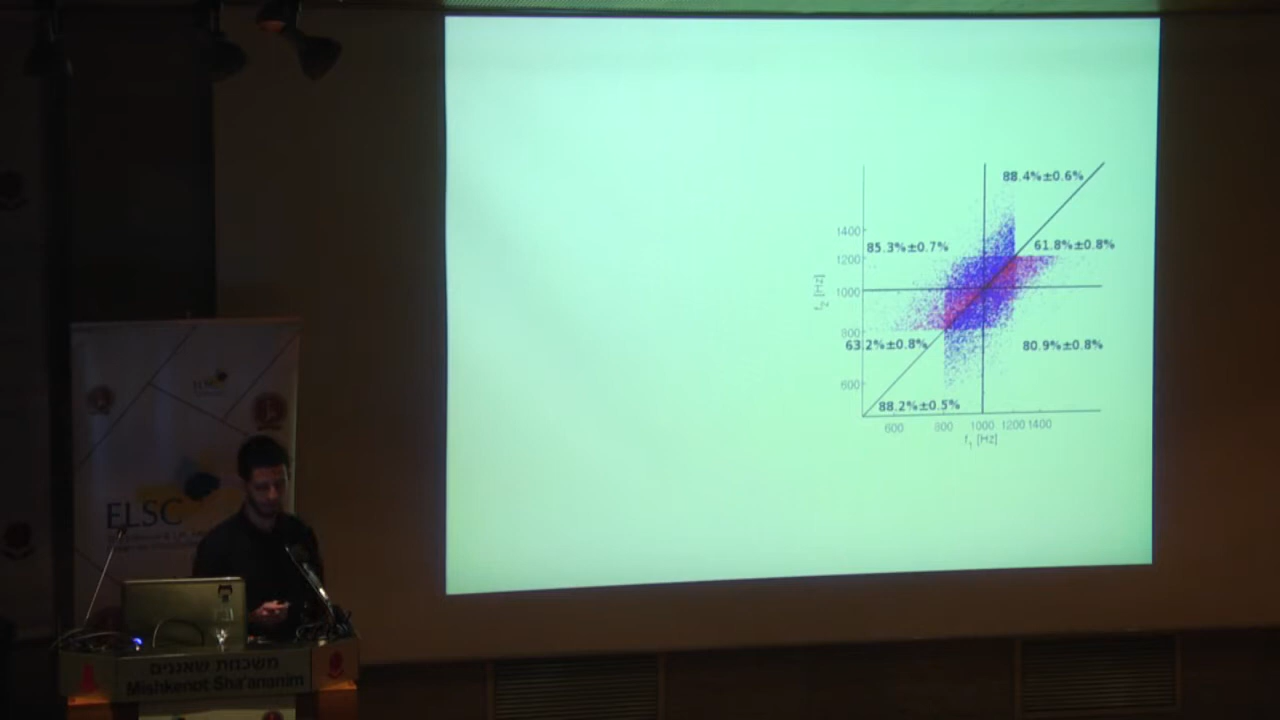 88.4%±0.6%
1400
85.3%±0.7%
61.8%±0.8%
1200
f2 [Hz]
1000
800
63.2%±0.8%
80.9%±0.8%
600
88.2%±0.5%
600 800 1000 1200 1400
f1 [Hz]
ELSC
משכנות שאננים
Mishkenot Sha'ananim